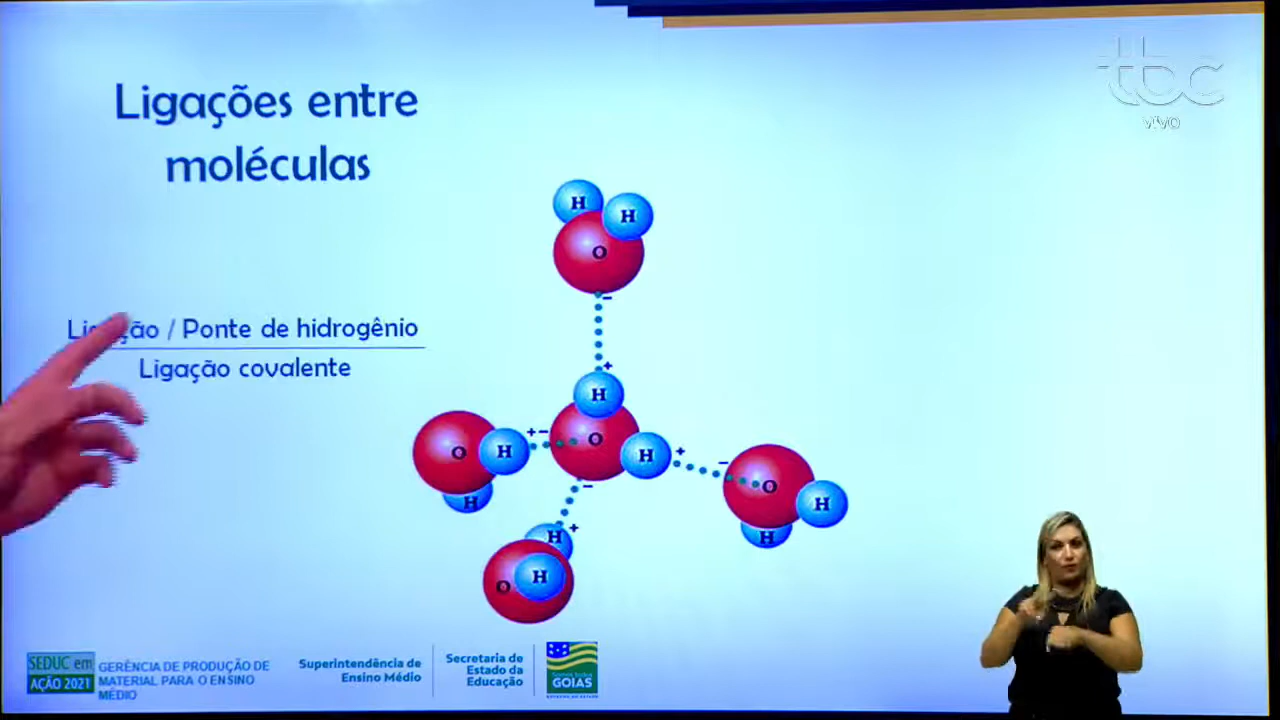 tbc
VIVO
Ligações entre
moléculas
Ligação / Ponte de hidrogênio
Ligação covalente
H
H
O
-
+
H
O
H
+
-
O
H
+ -
O
H
H
H
-
+
H
H
O
H
SEDUC em
AÇÃO 2021
GERÊNCIA DE PRODUÇÃO DE
MATERIAL PARA O ENSINO
MÉDIO
Superintendência de
Ensino Médio
Secretaria de
Estado da
Educação
GOIÁS